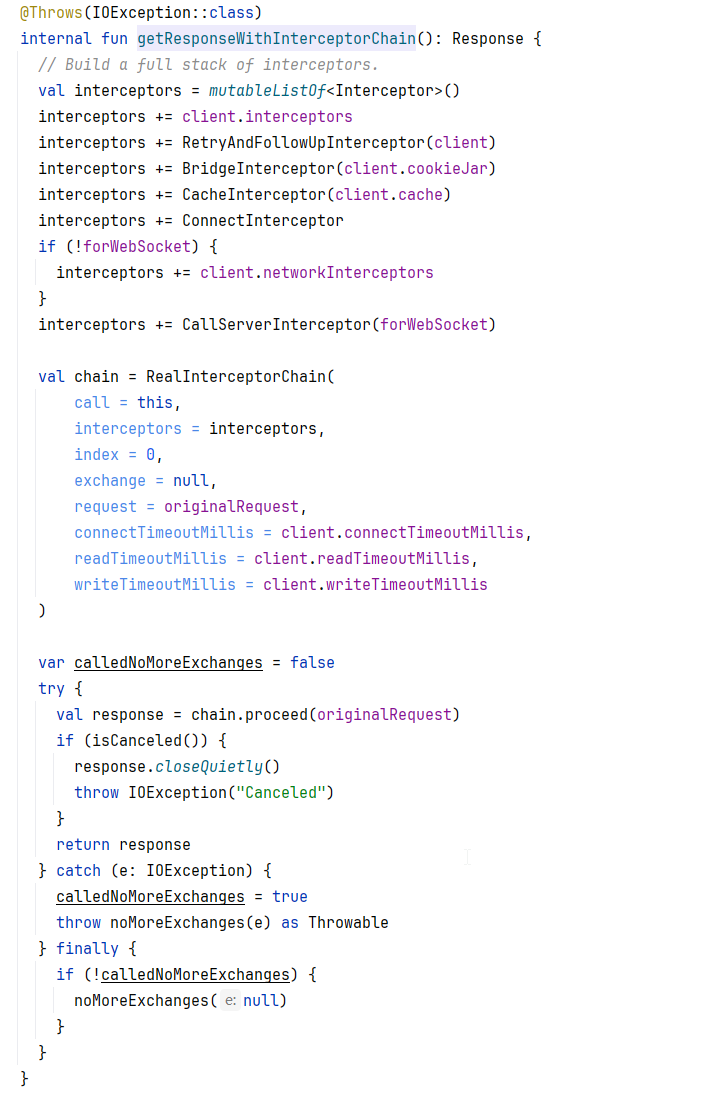 @Throws(IOException::class)
internal fun getResponseWithInterceptorChain(): Response {
  // Build a full stack of interceptors.
  val interceptors = mutableListOf<Interceptor>()
  interceptors += client.interceptors
  interceptors += RetryAndFollowUpInterceptor(client)
  interceptors += BridgeInterceptor(client.cookieJar)
  interceptors += CacheInterceptor(client.cache)
  interceptors += ConnectInterceptor
  if (!forWebSocket) {
    interceptors += client.networkInterceptors
  }
  interceptors += CallServerInterceptor(forWebSocket)

  val chain = RealInterceptorChain(
      call = this,
      interceptors = interceptors,
      index = 0,
      exchange = null,
      request = originalRequest,
      connectTimeoutMillis = client.connectTimeoutMillis,
      readTimeoutMillis = client.readTimeoutMillis,
      writeTimeoutMillis = client.writeTimeoutMillis
  )

  var calledNoMoreExchanges = false
  try {
    val response = chain.proceed(originalRequest)
    if (isCanceled()) {
      response.closeQuietly()
      throw IOException("Canceled")
    }
    return response
  } catch (e: IOException) {
    calledNoMoreExchanges = true
    throw noMoreExchanges(e) as Throwable
  } finally {
    if (!calledNoMoreExchanges) {
      noMoreExchanges( e: null)
    }
  }
}